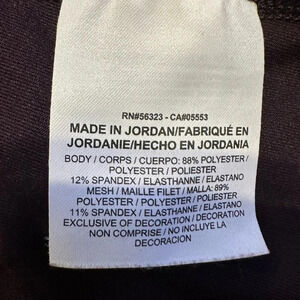 RN#56323 - CA#05553
MADE IN JORDAN/FABRIQUÉ EN
JORDANIE/HECHO EN JORDANIA
BODY / CORPS / CUERPO: 88% POLYESTER /
POLYESTER / POLIESTER
12% SPANDEX / ELASTHANNE / ELASTANO
MESH / MAILLE FILET / MALLA: 89%
POLYESTER / POLYESTER / POLIESTER
11% SPANDEX / ELASTHANNE / ELASTANO
EXCLUSIVE OF DECORATION / DECORATION
NON COMPRISE / NO INCLUYE LA
DECORACION